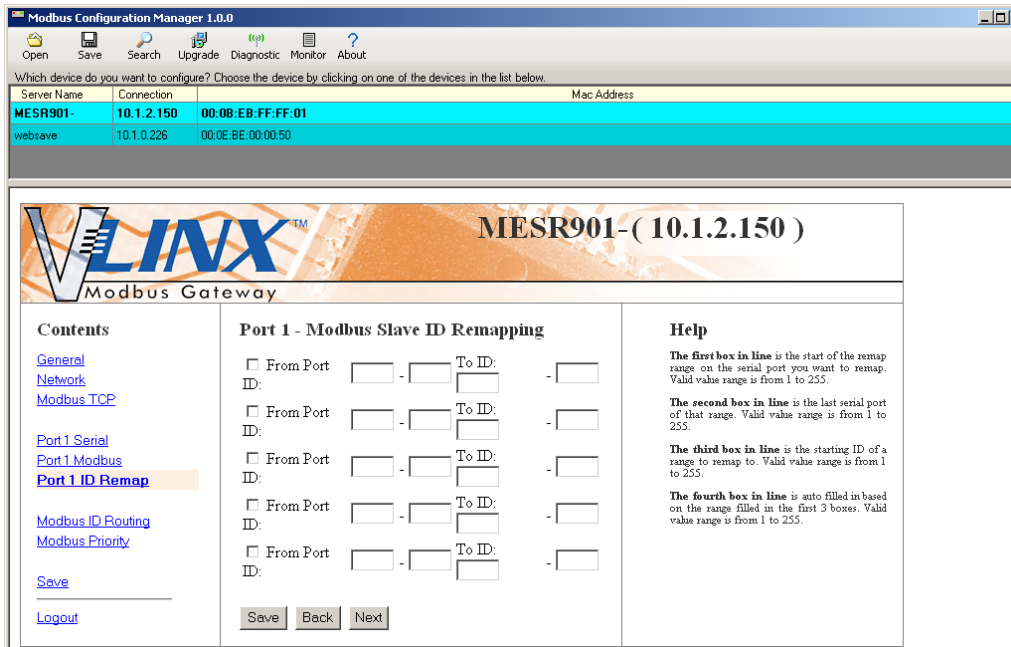 Modbus Configuration Manager 1.0.0
Open Save Search Upgrade Diagnostic Monitor About
Which device do you want to configure? Choose the device by clicking on one of the devices in the list below.
Server Name Connection Mac Address
MESR901- 10.1.2.150 00:0B:EB:FF:FF:01
websave 10.1.0.226 00:0E:BE:00:00:50
VLINX™
Modbus Gateway
MESR901-( 10.1.2.150 )
Contents
General
Network
Modbus TCP
Port 1 Serial
Port 1 Modbus
Port 1 ID Remap
Modbus ID Routing
Modbus Priority
Save
Logout
Port 1 - Modbus Slave ID Remapping
From Port - To ID: -
ID:
From Port - To ID: -
ID:
From Port - To ID: -
ID:
From Port - To ID: -
ID:
From Port - To ID: -
ID:
Save Back Next
Help
The first box in line is the start of the remap
range on the serial port you want to remap.
Valid value range is from 1 to 255.
The second box in line is the last serial port
of that range. Valid value range is from 1 to
255.
The third box in line is the starting ID of a
range to remap to. Valid value range is from 1
to 255.
The fourth box in line is auto filled in based
on the range filled in the first 3 boxes. Valid
value range is from 1 to 255.